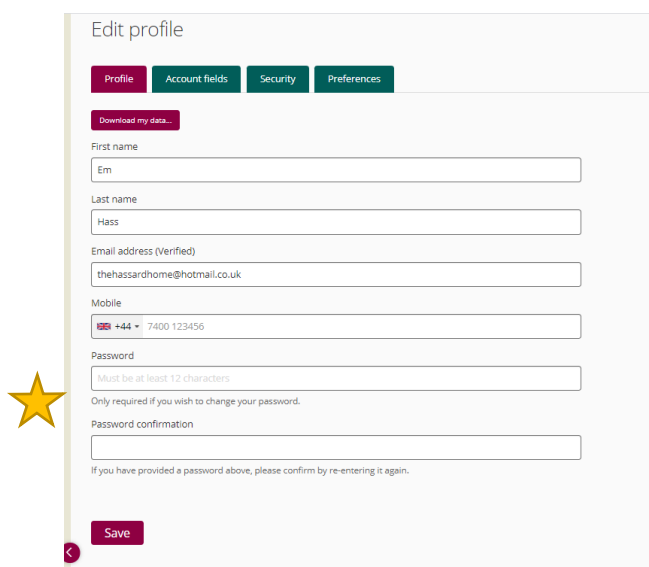 Edit profile
Profile Account fields Security Preferences
Download my data...
First name
Em
Last name
Hass
Email address (Verified)
thehassardhome@hotmail.co.uk
Mobile
+44 7400 123456
Password
Must be at least 12 characters
Only required if you wish to change your password.
Password confirmation
If you have provided a password above, please confirm by re-entering it again.
Save